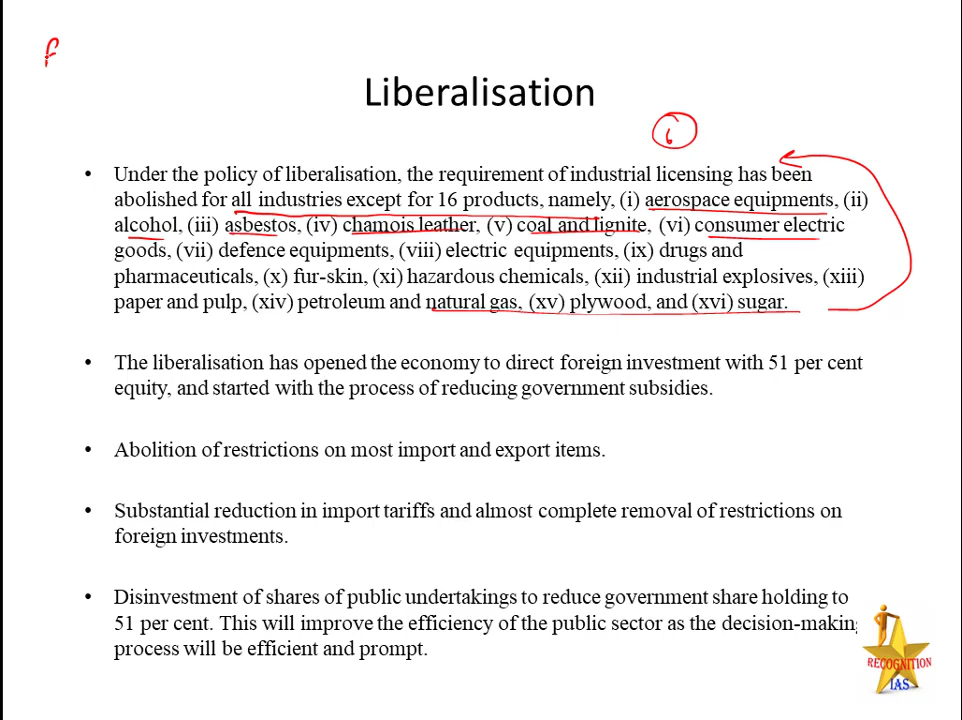 Liberalisation
6
• Under the policy of liberalisation, the requirement of industrial licensing has been
abolished for all industries except for 16 products, namely, (i) aerospace equipments, (ii)
alcohol, (iii) asbestos, (iv) chamois leather, (v) coal and lignite, (vi) consumer electric
goods, (vii) defence equipments, (viii) electric equipments, (ix) drugs and
pharmaceuticals, (x) fur-skin, (xi) hazardous chemicals, (xii) industrial explosives, (xiii)
paper and pulp, (xiv) petroleum and natural gas, (xv) plywood, and (xvi) sugar.
• The liberalisation has opened the economy to direct foreign investment with 51 per cent
equity, and started with the process of reducing government subsidies.
• Abolition of restrictions on most import and export items.
• Substantial reduction in import tariffs and almost complete removal of restrictions on
foreign investments.
• Disinvestment of shares of public undertakings to reduce government share holding to
51 per cent. This will improve the efficiency of the public sector as the decision-making
process will be efficient and prompt.
RECOGNITION
IAS